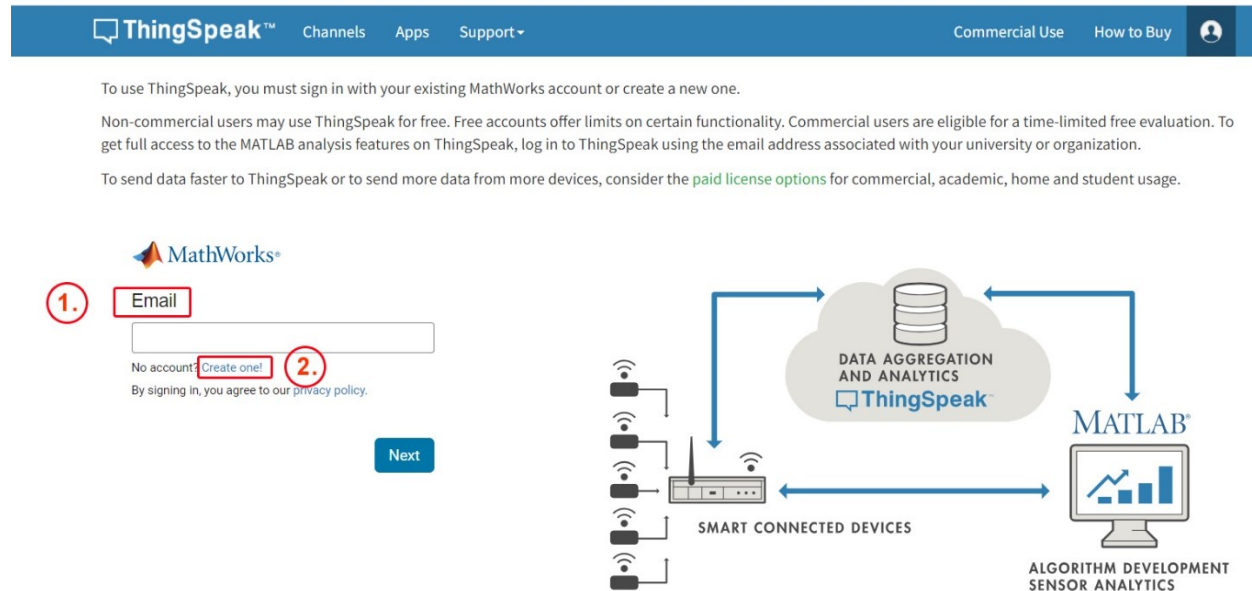 ThingSpeak™ Channels Apps Support Commercial Use How to Buy
To use ThingSpeak, you must sign in with your existing MathWorks account or create a new one.
Non-commercial users may use ThingSpeak for free. Free accounts offer limits on certain functionality. Commercial users are eligible for a time-limited free evaluation. To
get full access to the MATLAB analysis features on ThingSpeak, log in to ThingSpeak using the email address associated with your university or organization.
To send data faster to ThingSpeak or to send more data from more devices, consider the paid license options for commercial, academic, home and student usage.
MathWorks®
1. Email
No account? Create one! 2.
By signing in, you agree to our privacy policy.
Next
DATA AGGREGATION
AND ANALYTICS
ThingSpeak™
MATLAB®
SMART CONNECTED DEVICES
ALGORITHM DEVELOPMENT
SENSOR ANALYTICS